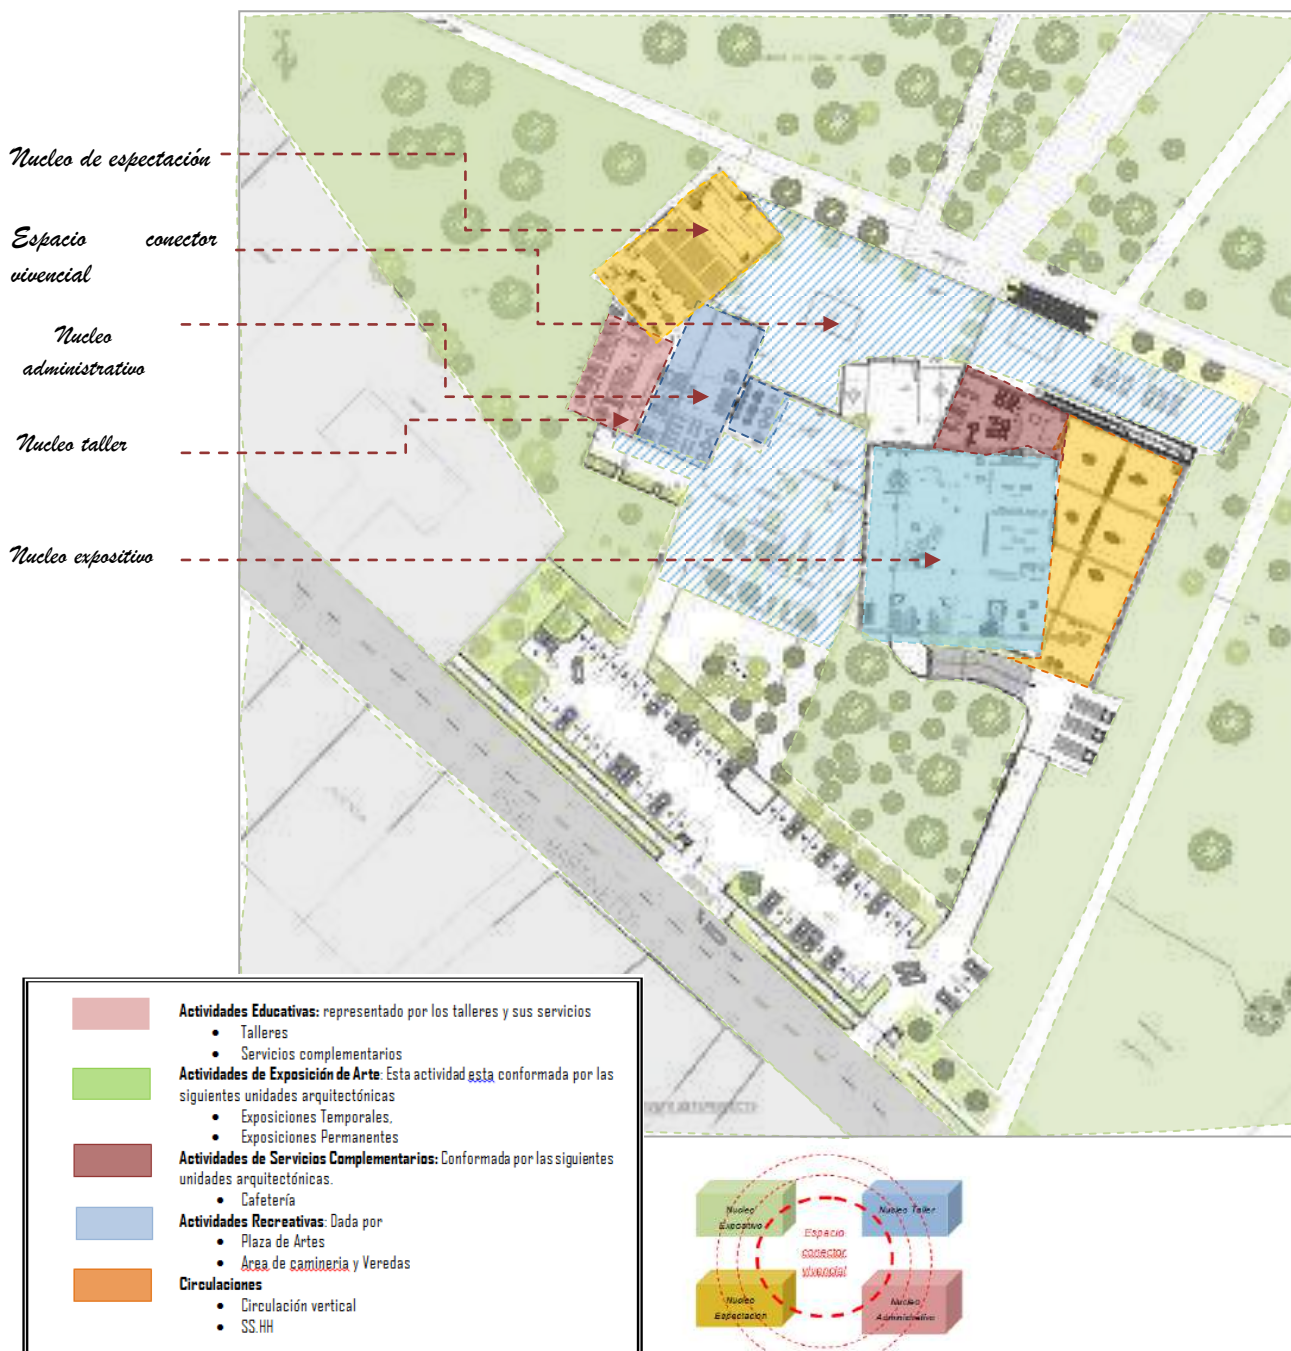 Nucleo de espectación
Espacio conector
vivencial
Nucleo
administrativo
Nucleo taller
Nucleo expositivo
Actividades Educativas: representado por los talleres y sus servicios
• Talleres
• Servicios complementarios
Actividades de Exposición de Arte: Esta actividad esta conformada por las
siguientes unidades arquitectónicas
• Exposiciones Temporales,
• Exposiciones Permanentes
Actividades de Servicios Complementarios: Conformada por las siguientes
unidades arquitectónicas.
• Cafetería
Actividades Recreativas: Dada por
• Plaza de Artes
• Area de camineria y Veredas
Circulaciones
• Circulación vertical
• SS.HH
Nucleo
Expositivo
Nucleo Taller
Espacio
conector
vivencial
Nucleo
Espectacion
Nucleo
Administrativo